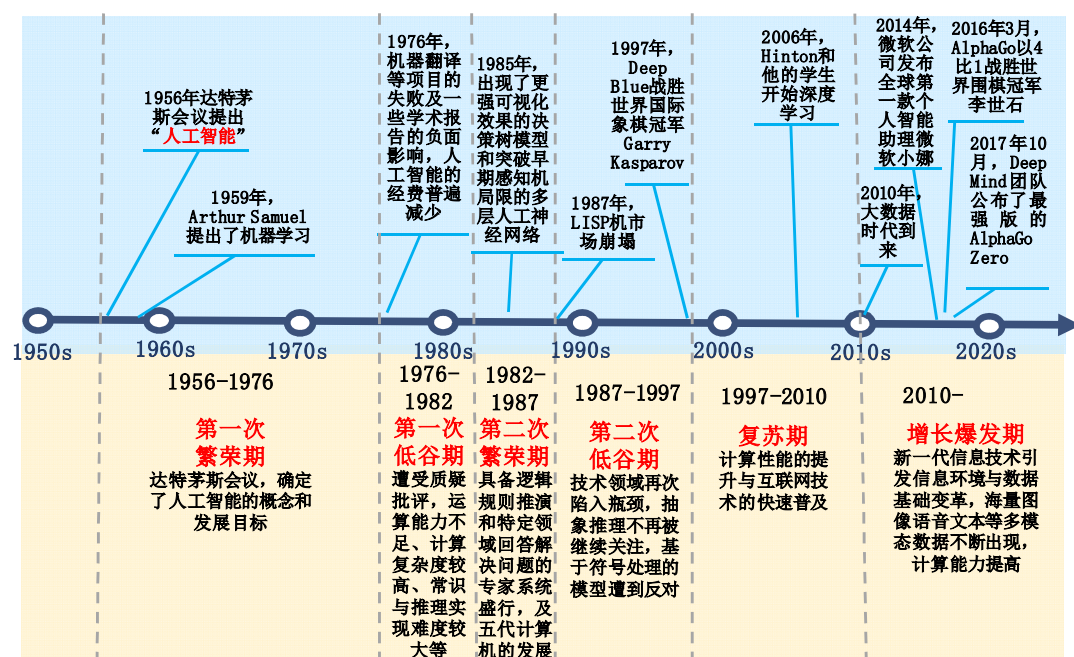 1956年达特茅
斯会议提出
“人工智能”
1959年，
Arthur Samuel
提出了机器学习
1976年，
机器翻译
等项目的
失败及一
些学术报
告的负面
影响，人
工智能的
经费普遍
减少
1985年，
出现了更
强可视化
效果的决
策树模型
和突破早
期感知机
局限的多
层人工神
经网络
1987年，
LISP机市
场崩塌
1997年，
Deep
Blue战胜
世界国际
象棋冠军
Garry
Kasparov
2006年，
Hinton和
他的学生
开始深度
学习
2010年，
大数据
时代到
来
2014年，
微软公
司发布
全球第
一款个
人智能
助理微
软小娜
2016年3月，
AlphaGo以4
比1战胜世
界围棋冠军
李世石
2017年10
月，Deep
Mind团队
公布了最
强版的
AlphaGo
Zero
1950s
1960s
1970s
1980s
1990s
2000s
2010s
2020s
1956-1976
第一次
繁荣期
达特茅斯会议，确定
了人工智能的概念和
发展目标
1976-
1982
第一次
低谷期
遭受质疑
批评，运
算能力不
足、计算
复杂度较
高、常识
与推理实
现难度较
大等
1982-
1987
第二次
繁荣期
具备逻辑
规则推演
和特定领
域回答解
决问题的
专家系统
盛行，及
五代计算
机的发展
1987-1997
第二次
低谷期
技术领域再次
陷入瓶颈，抽
象推理不再被
继续关注，基
于符号处理的
模型遭到反对
1997-2010
复苏期
计算性能的提
升与互联网技
术的快速普及
2010-
增长爆发期
新一代信息技术引
发信息环境与数据
基础变革，海量图
像语音文本等多模
态数据不断出现，
计算能力提高